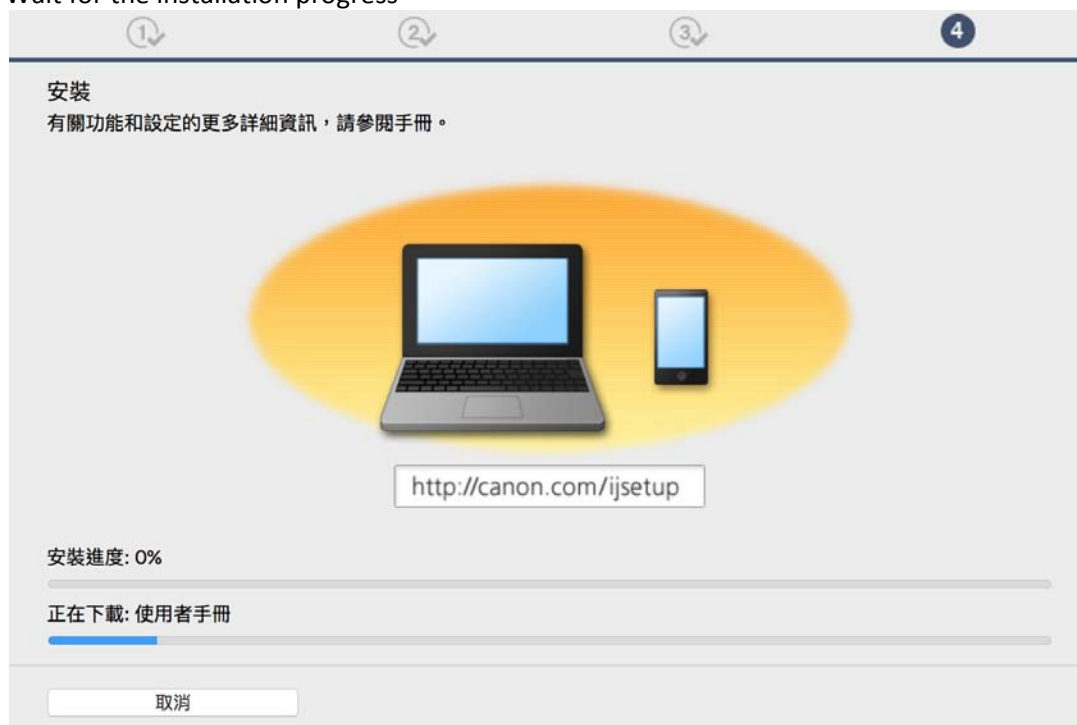 Wait for the installation progress
1 2 3 4
安裝
有關功能和設定的更多詳細資訊，請參閱手冊。
http://canon.com/ijsetup
安裝進度: 0%
正在下載: 使用者手冊
取消